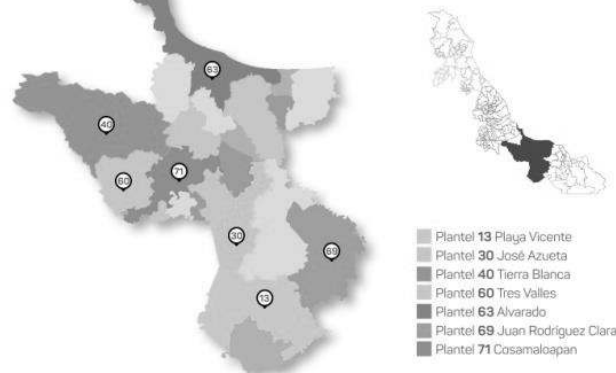 63
40
71
60
30
69
13
Plantel 13 Playa Vicente
Plantel 30 José Azueta
Plantel 40 Tierra Blanca
Plantel 60 Tres Valles
Plantel 63 Alvarado
Plantel 69 Juan Rodríguez Clara
Plantel 71 Cosamaloapan